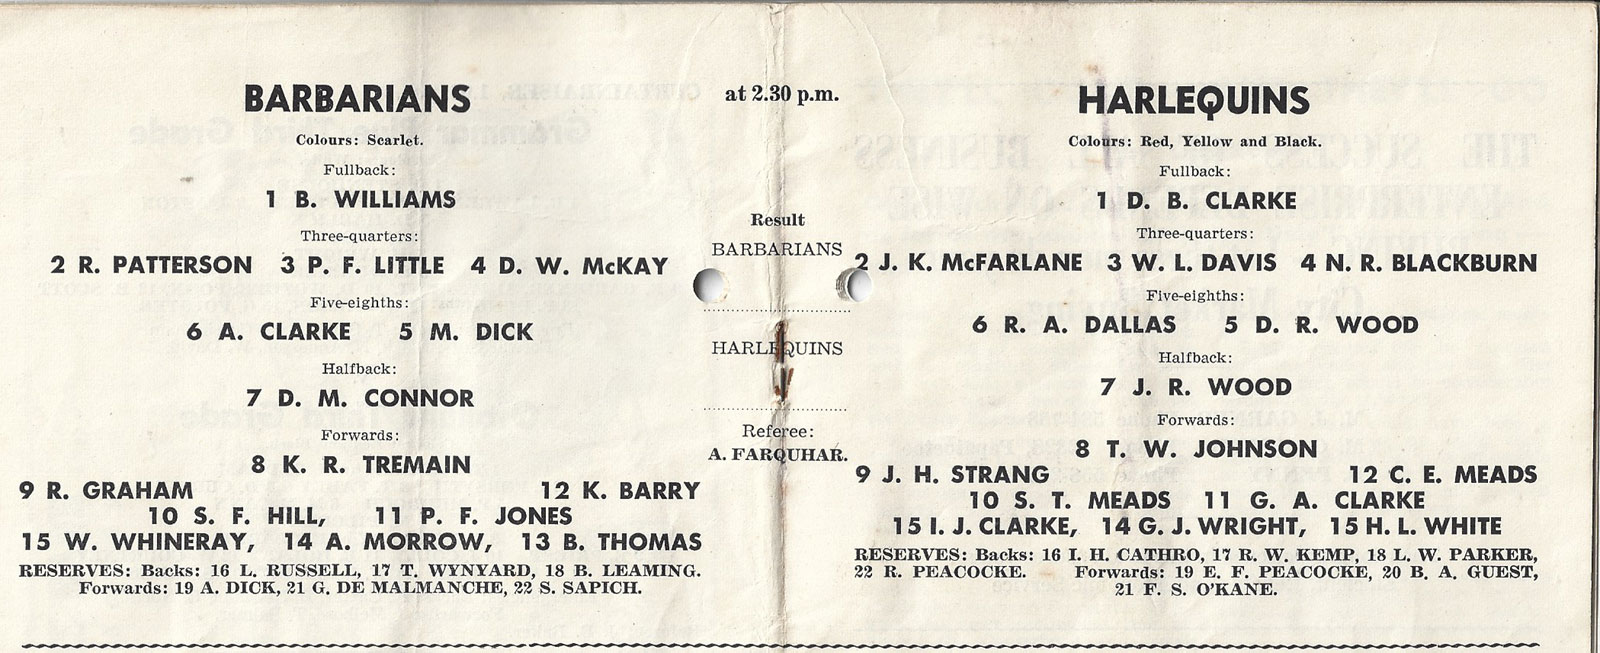 BARBARIANS
Colours: Scarlet.
Fullback:
1 B. WILLIAMS
Three-quarters:
2 R. PATTERSON 3 P. F. LITTLE 4 D. W. McKAY
Five-eighths:
6 A. CLARKE 5 M. DICK
Halfback:
7 D. M. CONNOR
Forwards:
8 K. R. TREMAIN
9 R. GRAHAM 12 K. BARRY
10 S. F. HILL, 11 P. F. JONES
15 W. WHINERAY, 14 A. MORROW, 13 B. THOMAS
RESERVES: Backs: 16 L. RUSSELL, 17 T. WYNYARD, 18 B. LEAMING.
Forwards: 19 A. DICK, 21 G. DE MALMANCHE, 22 S. SAPICH.
at 2.30 p.m.
Result
BARBARIANS
HARLEQUINS
Referee:
A. FARQUHAR.
HARLEQUINS
Colours: Red, Yellow and Black.
Fullback:
1 D. B. CLARKE
Three-quarters:
2 J. K. McFARLANE 3 W. L. DAVIS 4 N. R. BLACKBURN
Five-eighths:
6 R. A. DALLAS 5 D. R. WOOD
Halfback:
7 J. R. WOOD
Forwards:
8 T. W. JOHNSON
9 J. H. STRANG 12 C. E. MEADS
10 S. T. MEADS 11 G. A. CLARKE
15 I. J. CLARKE, 14 G. J. WRIGHT, 15 H. L. WHITE
RESERVES: Backs: 16 I. H. CATHRO, 17 R. W. KEMP, 18 L. W. PARKER,
22 R. PEACOCKE. Forwards: 19 E. F. PEACOCKE, 20 B. A. GUEST,
21 F. S. O'KANE.